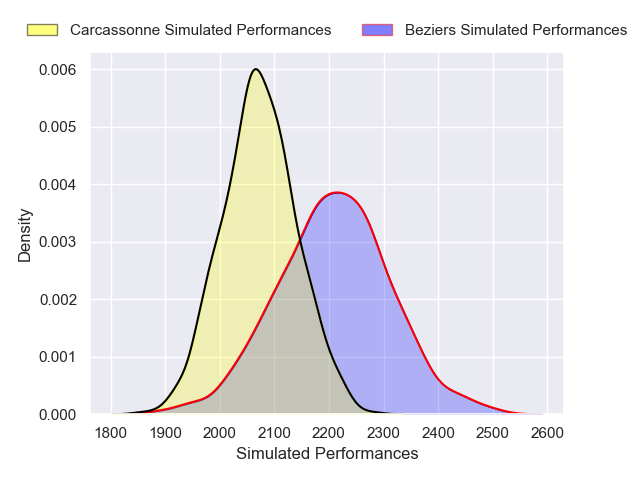 Carcassonne Simulated Performances Beziers Simulated Performances
0.006
0.005
0.004
0.003
0.002
0.001
0.000
Density
1800 1900 2000 2100 2200 2300 2400 2500 2600
Simulated Performances